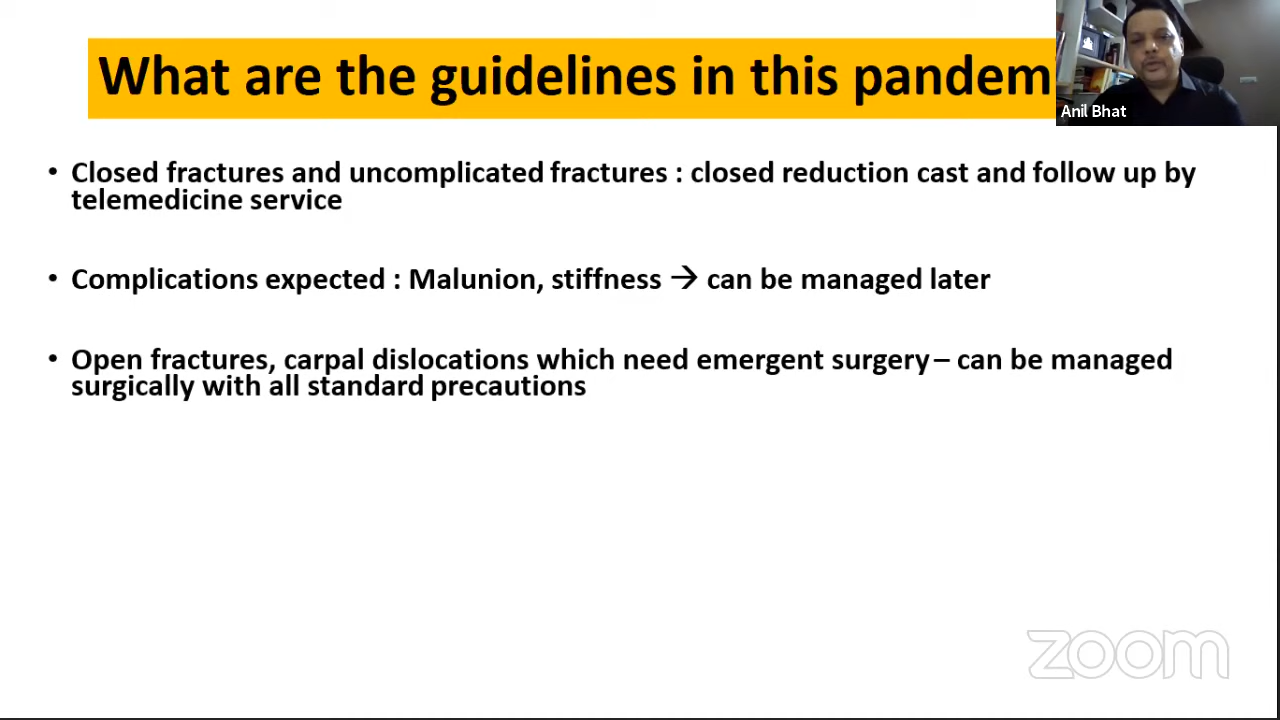 What are the guidelines in this pandem
Anil Bhat
• Closed fractures and uncomplicated fractures : closed reduction cast and follow up by
telemedicine service
• Complications expected : Malunion, stiffness → can be managed later
• Open fractures, carpal dislocations which need emergent surgery – can be managed
surgically with all standard precautions
zoom